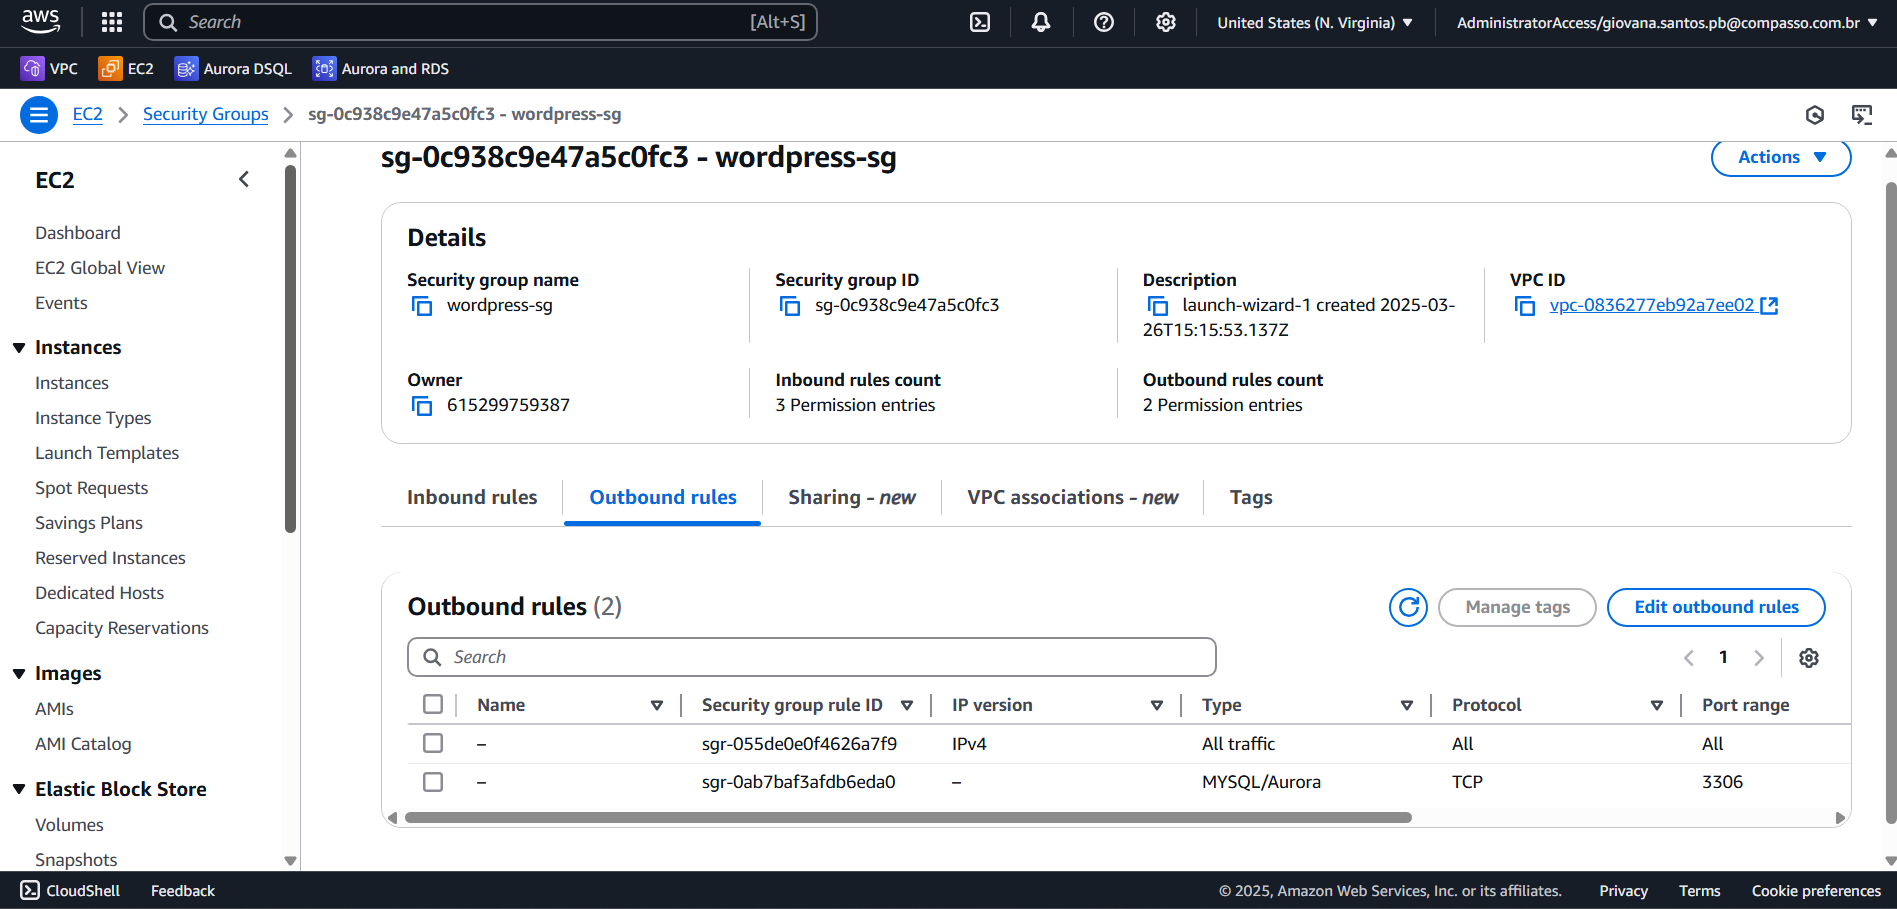 aws
Search [Alt+S]
United States (N. Virginia)
AdministratorAccess/giovana.santos.pb@compasso.com.br
VPC EC2 Aurora DSQL Aurora and RDS
EC2 > Security Groups > sg-0c938c9e47a5c0fc3 - wordpress-sg
EC2
Dashboard
EC2 Global View
Events
Instances
Instances
Instance Types
Launch Templates
Spot Requests
Savings Plans
Reserved Instances
Dedicated Hosts
Capacity Reservations
Images
AMIs
AMI Catalog
Elastic Block Store
Volumes
Snapshots
sg-0c938c9e47a5c0fc3 - wordpress-sg
Actions
Details
Security group name
wordpress-sg
Security group ID
sg-0c938c9e47a5c0fc3
Description
launch-wizard-1 created 2025-03-
26T15:15:53.137Z
VPC ID
vpc-0836277eb92a7ee02
Owner
615299759387
Inbound rules count
3 Permission entries
Outbound rules count
2 Permission entries
Inbound rules Outbound rules Sharing - new VPC associations - new Tags
Outbound rules (2)
Manage tags
Edit outbound rules
Search
1
Name Security group rule ID IP version Type Protocol Port range
– sgr-055de0e0f4626a7f9 IPv4 All traffic All All
– sgr-0ab7baf3afdb6eda0 – MYSQL/Aurora TCP 3306
CloudShell Feedback
© 2025, Amazon Web Services, Inc. or its affiliates. Privacy Terms Cookie preferences